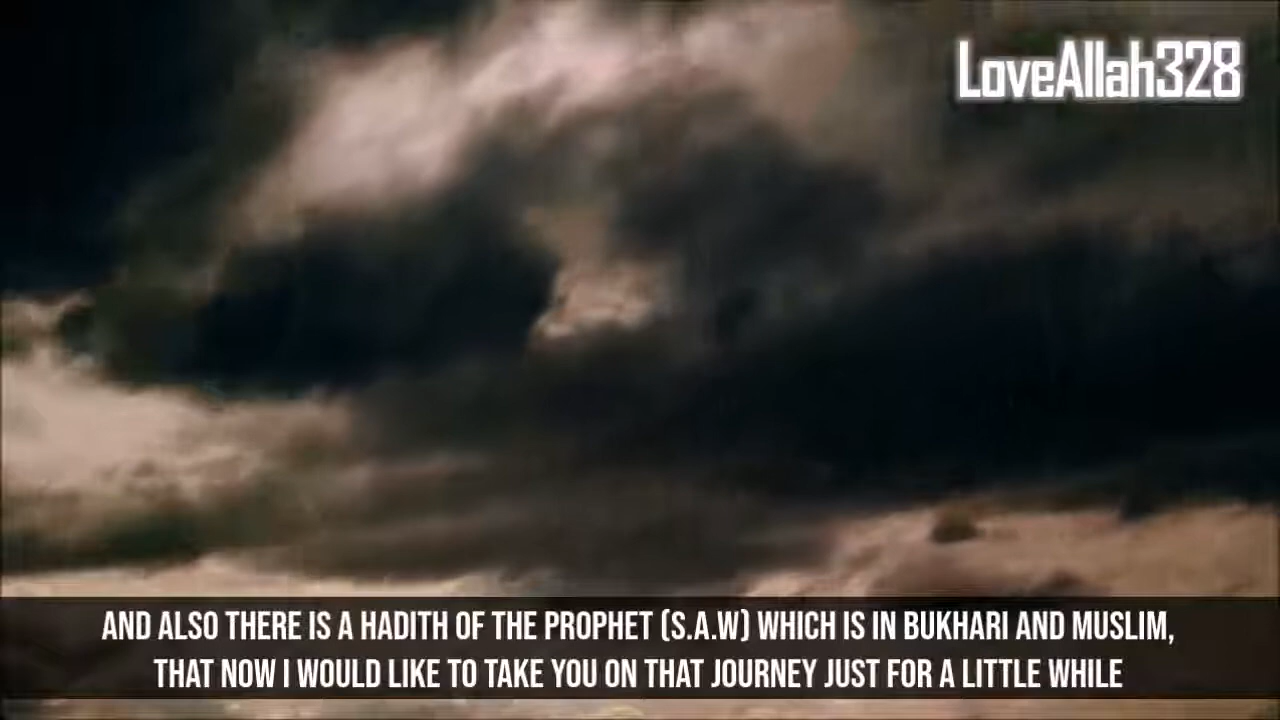 LoveAllah328
AND ALSO THERE IS A HADITH OF THE PROPHET (S.A.W) WHICH IS IN BUKHARI AND MUSLIM,
THAT NOW I WOULD LIKE TO TAKE YOU ON THAT JOURNEY JUST FOR A LITTLE WHILE